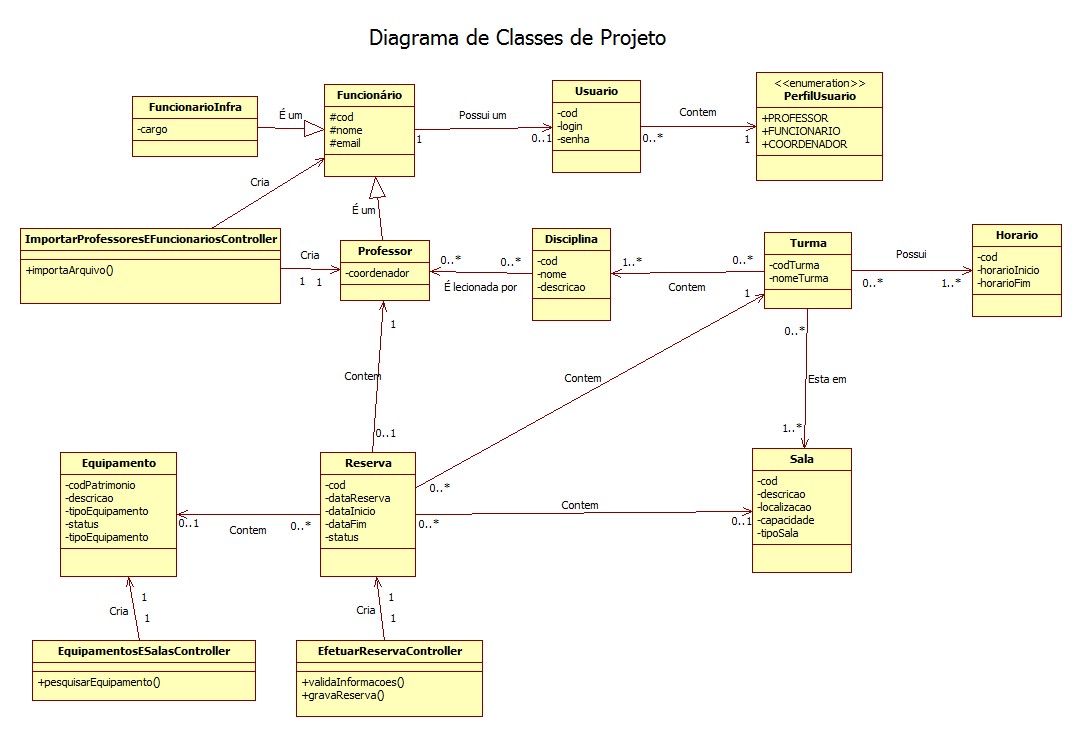 Diagrama de Classes de Projeto
FuncionarioInfra
-cargo
É um
Funcionário
#cod
#nome
#email
Possui um
1
0..1
Usuario
-cod
-login
-senha
Contem
0..*
1
<<enumeration>>
PerfilUsuario
+PROFESSOR
+FUNCIONARIO
+COORDENADOR
Cria
É um
ImportarProfessoresEFuncionariosController
+importaArquivo()
Cria
1 1
Professor
-coordenador
0..*
0..*
É lecionada por
Disciplina
-cod
-nome
-descricao
1..*
0..*
Contem
Turma
-codTurma
-nomeTurma
Possui
0..*
1..*
Horario
-cod
-horarioInicio
-horarioFim
1
Contem
0..1
1
Contem
0..*
0..*
Esta em
1..*
Equipamento
-codPatrimonio
-descricao
-tipoEquipamento
-status
-tipoEquipamento
0..1
0..*
Contem
Reserva
-cod
-dataReserva
-dataInicio
-dataFim
-status
0..*
Contem
0..1
Sala
-cod
-descricao
-localizacao
-capacidade
-tipoSala
1
Cria
1
1
Cria
1
EquipamentosESalasController
+pesquisarEquipamento()
EfetuarReservaController
+validaInformacoes()
+gravaReserva()